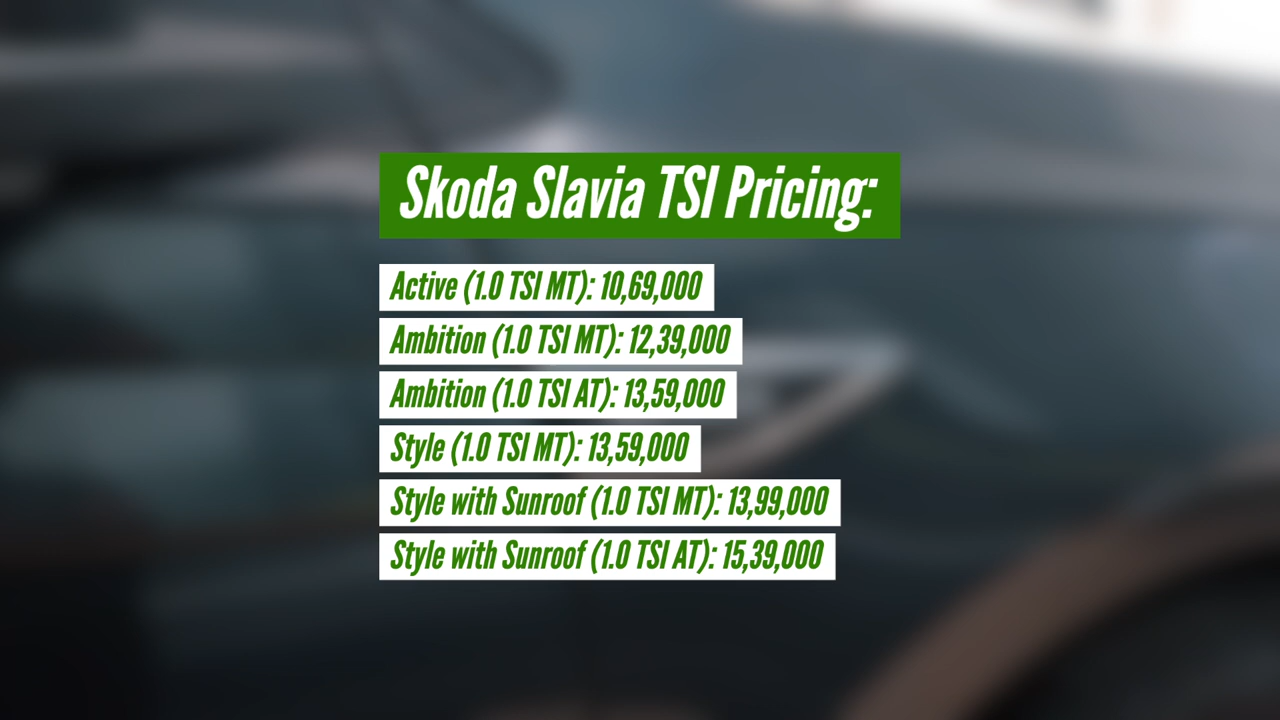 Skoda Slavia TSI Pricing:
Active (1.0 TSI MT): 10,69,000
Ambition (1.0 TSI MT): 12,39,000
Ambition (1.0 TSI AT): 13,59,000
Style (1.0 TSI MT): 13,59,000
Style with Sunroof (1.0 TSI MT): 13,99,000
Style with Sunroof (1.0 TSI AT): 15,39,000